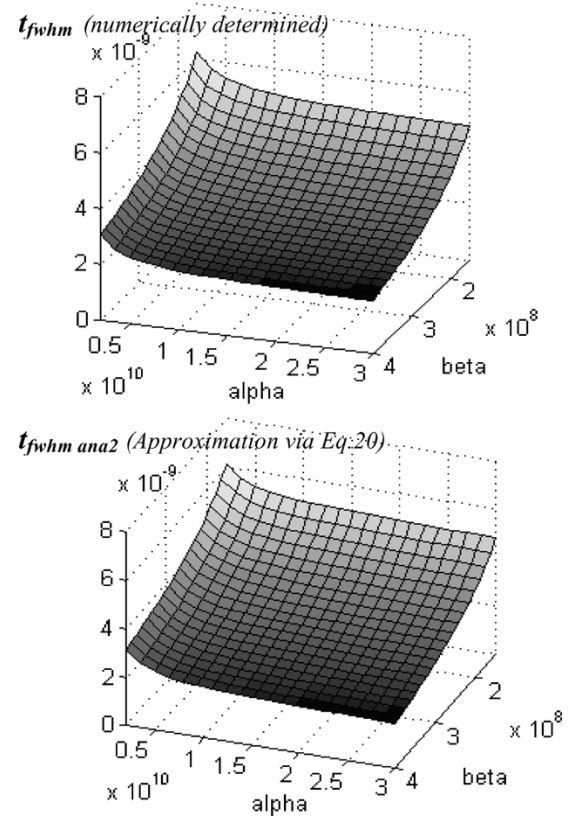 t_fwhm (numerically determined)
x 10^-9
8
6
4
2
0
0.5
1
1.5
2
2.5
3
x 10^10
alpha
4
3
2
x 10^8
beta
t_fwhm ana2 (Approximation via Eq.20)
x 10^-9
8
6
4
2
0
0.5
1
1.5
2
2.5
3
x 10^10
alpha
4
3
2
x 10^8
beta